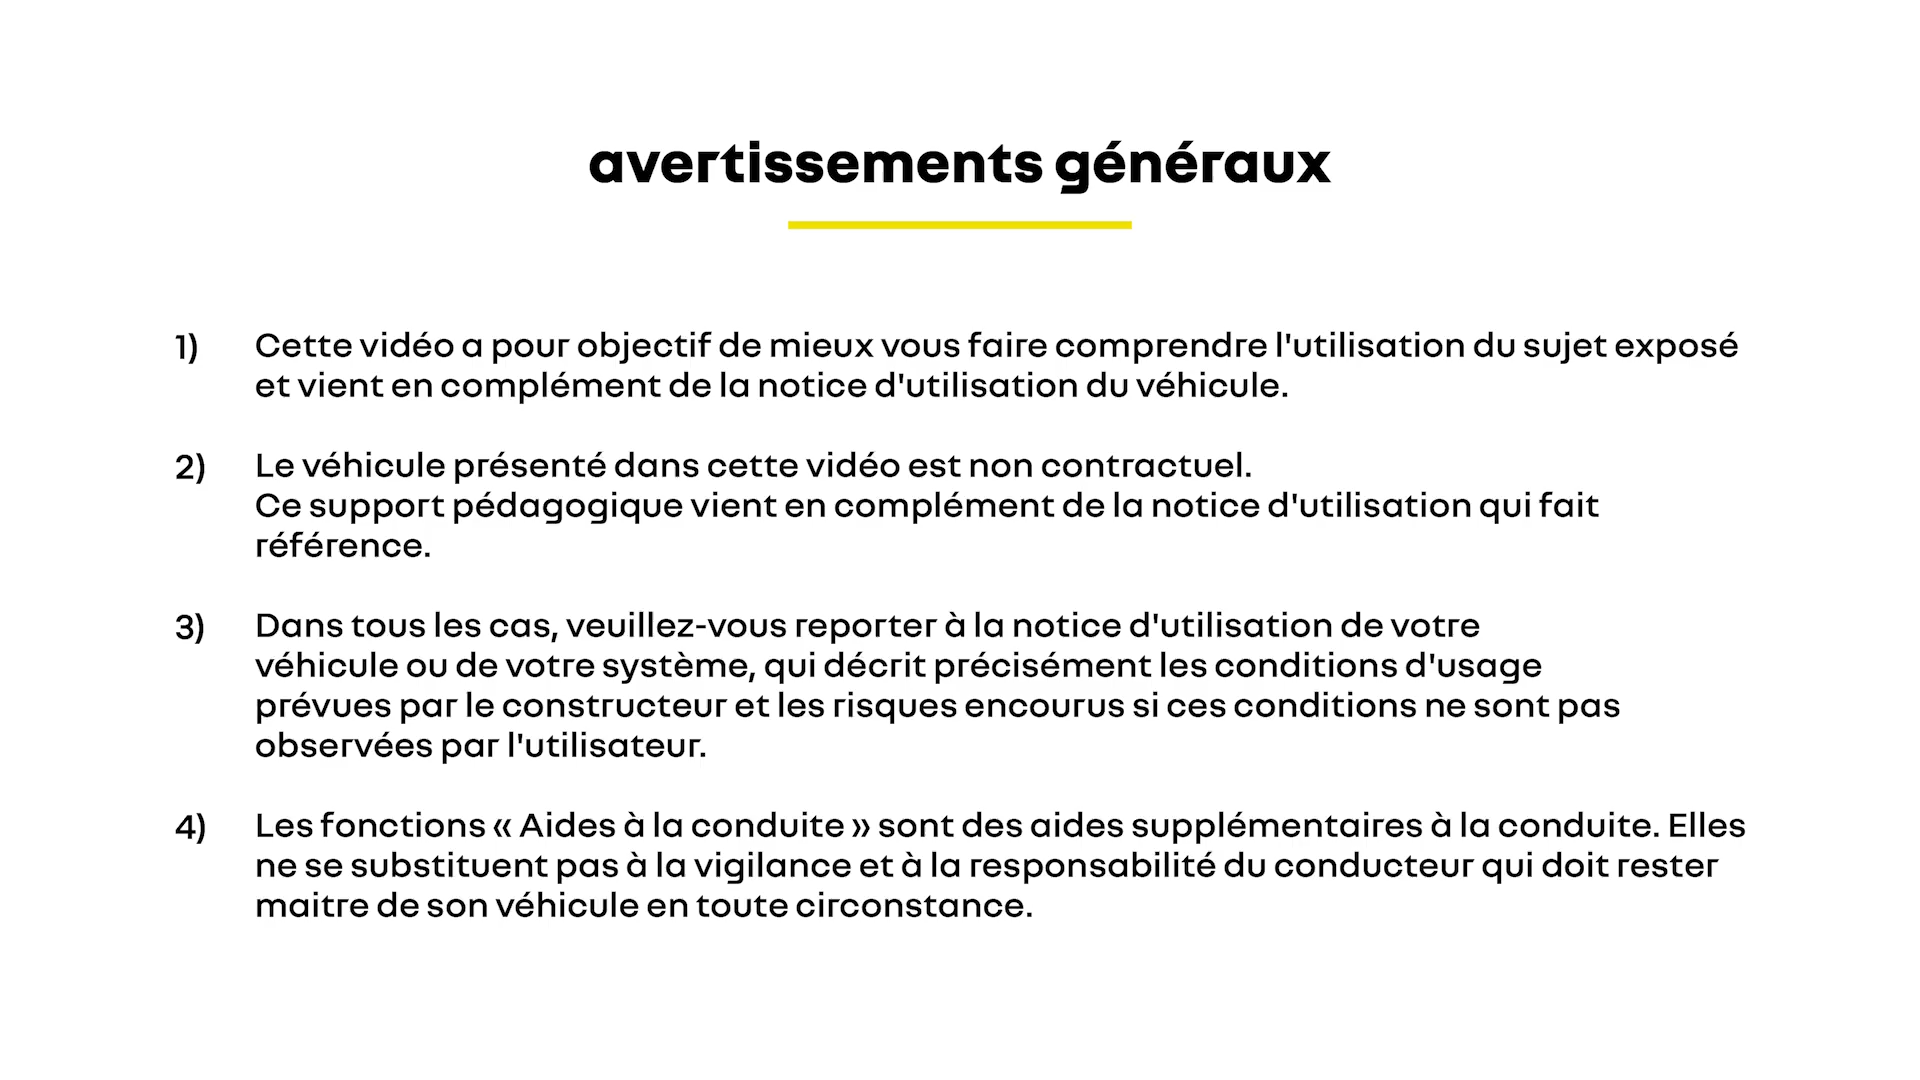 avertissements généraux
1) Cette vidéo a pour objectif de mieux vous faire comprendre l'utilisation du sujet exposé
et vient en complément de la notice d'utilisation du véhicule.
2) Le véhicule présenté dans cette vidéo est non contractuel.
Ce support pédagogique vient en complément de la notice d'utilisation qui fait
référence.
3) Dans tous les cas, veuillez-vous reporter à la notice d'utilisation de votre
véhicule ou de votre système, qui décrit précisément les conditions d'usage
prévues par le constructeur et les risques encourus si ces conditions ne sont pas
observées par l'utilisateur.
4) Les fonctions « Aides à la conduite » sont des aides supplémentaires à la conduite. Elles
ne se substituent pas à la vigilance et à la responsabilité du conducteur qui doit rester
maitre de son véhicule en toute circonstance.